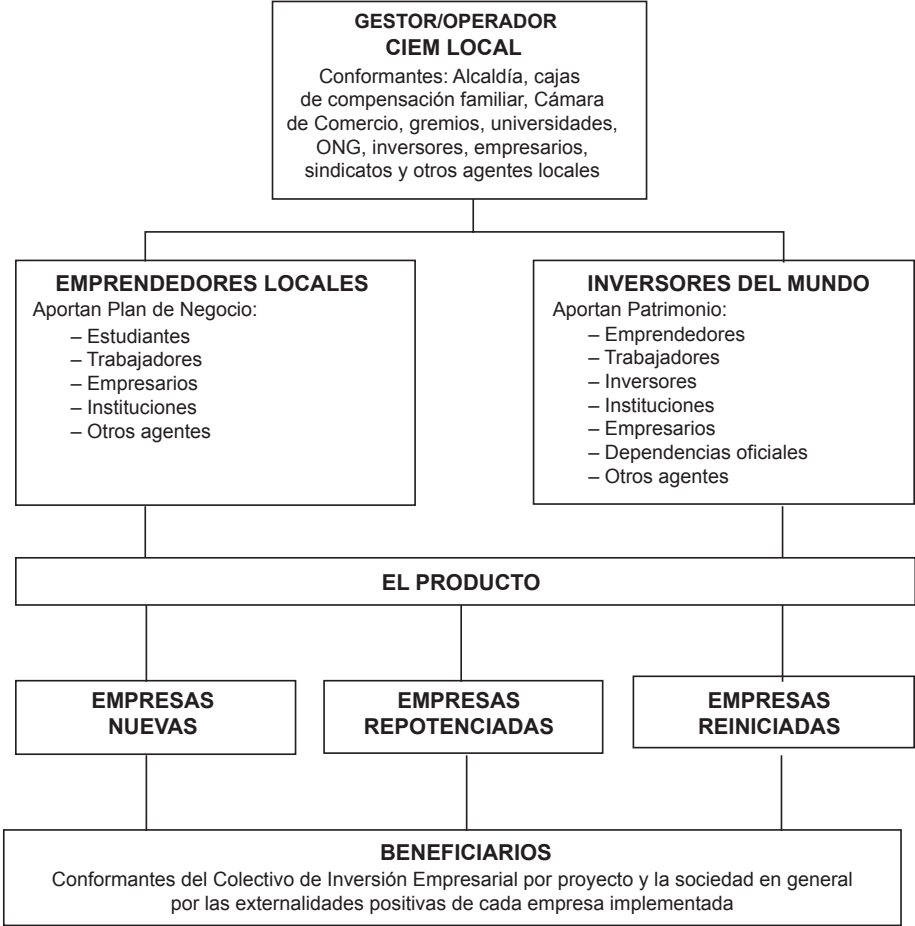 GESTOR/OPERADOR
CIEM LOCAL
Conformantes: Alcaldía, cajas
de compensación familiar, Cámara
de Comercio, gremios, universidades,
ONG, inversores, empresarios,
sindicatos y otros agentes locales
EMPRENDEDORES LOCALES
Aportan Plan de Negocio:
– Estudiantes
– Trabajadores
– Empresarios
– Instituciones
– Otros agentes
INVERSORES DEL MUNDO
Aportan Patrimonio:
– Emprendedores
– Trabajadores
– Inversores
– Instituciones
– Empresarios
– Dependencias oficiales
– Otros agentes
EL PRODUCTO
EMPRESAS
NUEVAS
EMPRESAS
REPOTENCIADAS
EMPRESAS
REINICIADAS
BENEFICIARIOS
Conformantes del Colectivo de Inversión Empresarial por proyecto y la sociedad en general
por las externalidades positivas de cada empresa implementada